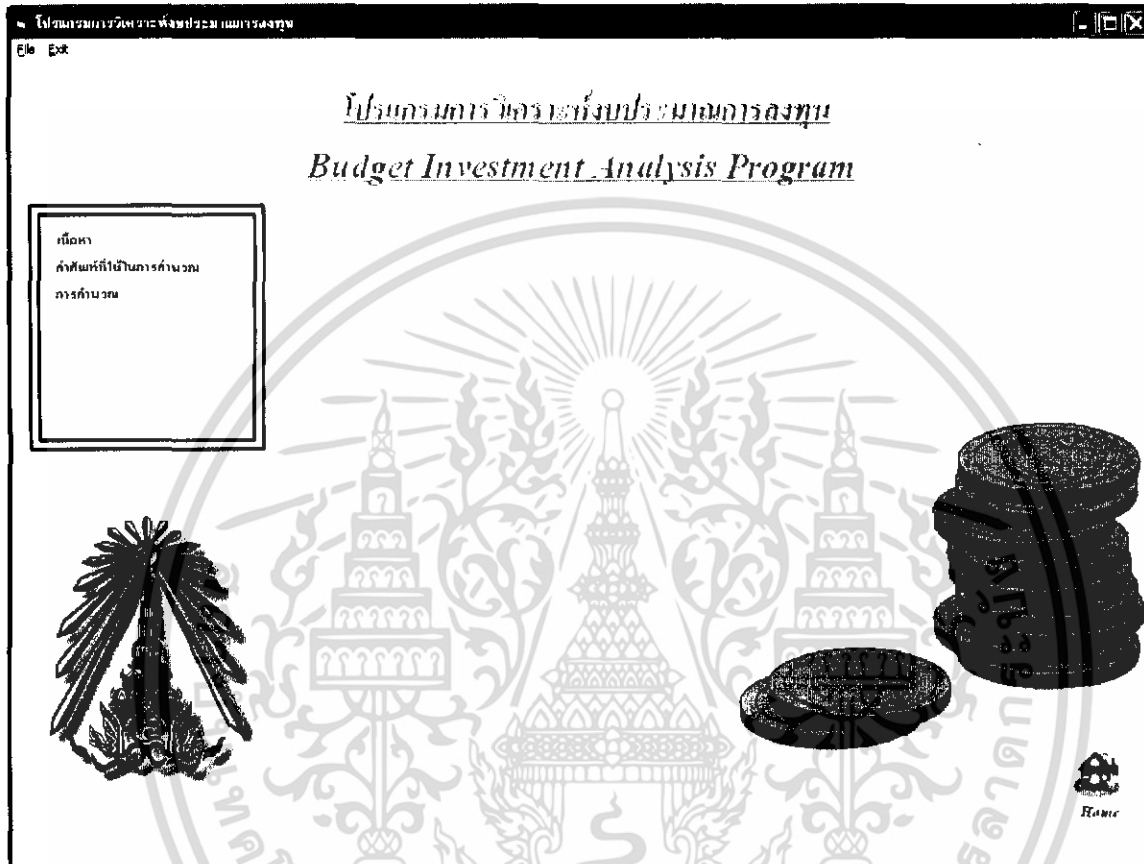 โปรแกรมการวิเคราะห์งบประมาณการลงทุน
File Exit
โปรแกรมการวิเคราะห์งบประมาณการลงทุน
Budget Investment Analysis Program
เนื้อหา
คำศัพท์ที่ใช้ในการคำนวณ
การคำนวณ
Home